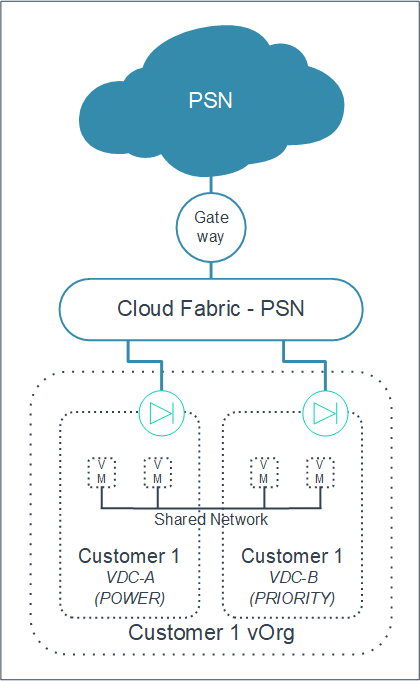 PSN
Gate
way
Cloud Fabric - PSN
V
M
V
M
V
M
V
M
Shared Network
Customer 1
VDC-A
(POWER)
Customer 1
VDC-B
(PRIORITY)
Customer 1 vOrg